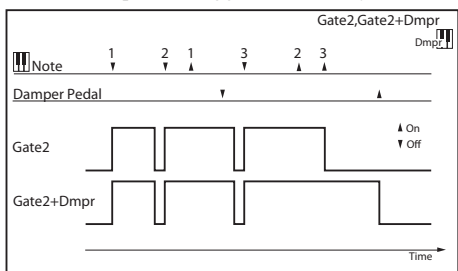 Gate2,Gate2+Dmpr
Dmpr
1 2 1 3 2 3
Note
Damper Pedal
On
Off
Gate2
Gate2+Dmpr
Time